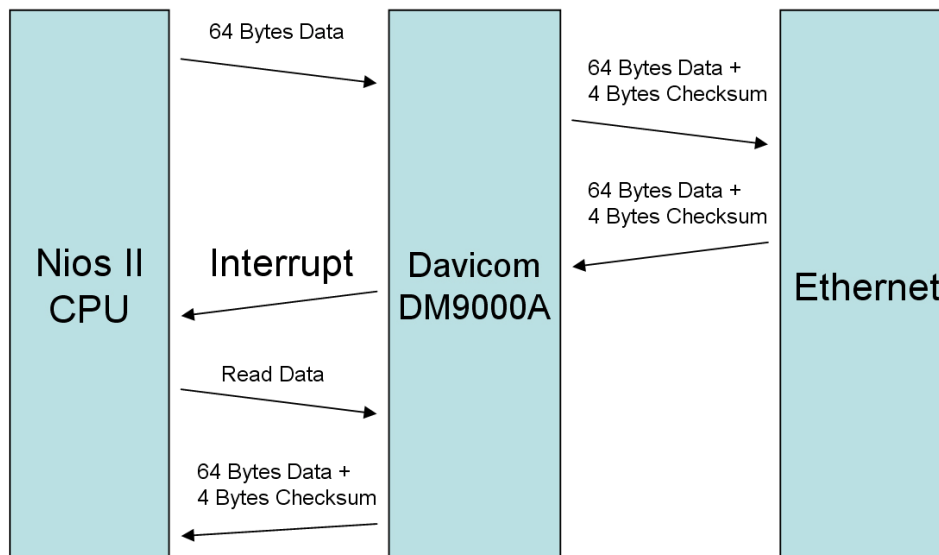 64 Bytes Data
64 Bytes Data +
4 Bytes Checksum
64 Bytes Data +
4 Bytes Checksum
Nios II
CPU
Interrupt
Davicom
DM9000A
Ethernet
Read Data
64 Bytes Data +
4 Bytes Checksum